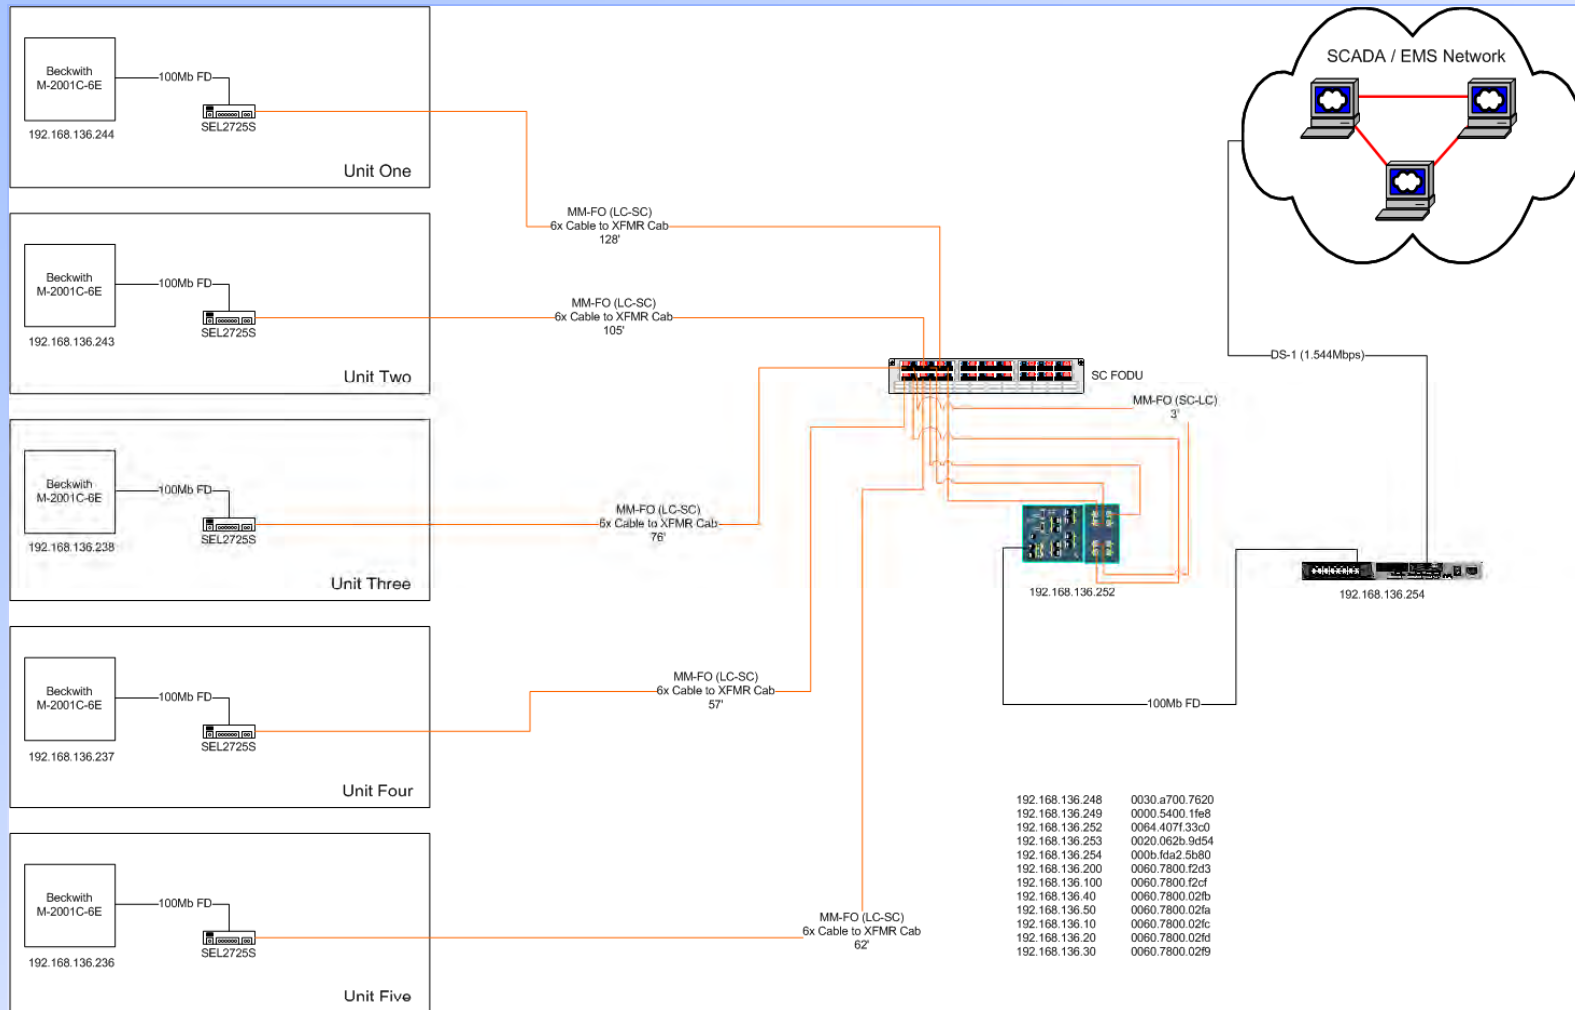 Beckwith
M-2001C-6E
100Mb FD
SEL2725S
192.168.136.244
Unit One
MM-FO (LC-SC)
6x Cable to XFMR Cab
128'
Beckwith
M-2001C-6E
100Mb FD
SEL2725S
192.168.136.243
Unit Two
MM-FO (LC-SC)
6x Cable to XFMR Cab
105'
Beckwith
M-2001C-6E
100Mb FD
SEL2725S
192.168.136.238
Unit Three
MM-FO (LC-SC)
6x Cable to XFMR Cab
76'
Beckwith
M-2001C-6E
100Mb FD
SEL2725S
192.168.136.237
Unit Four
MM-FO (LC-SC)
6x Cable to XFMR Cab
57'
Beckwith
M-2001C-6E
100Mb FD
SEL2725S
192.168.136.236
Unit Five
MM-FO (LC-SC)
6x Cable to XFMR Cab
62'
SCADA / EMS Network
DS-1 (1.544Mbps)
SC FODU
MM-FO (SC-LC)
3'
192.168.136.252
192.168.136.254
100Mb FD
192.168.136.248 0030.a700.7620
192.168.136.249 0000.5400.1fe8
192.168.136.252 0064.407f.33c0
192.168.136.253 0020.062b.9d54
192.168.136.254 000b.fda2.5b80
192.168.136.200 0060.7800.f2d3
192.168.136.100 0060.7800.f2cf
192.168.136.40 0060.7800.02fb
192.168.136.50 0060.7800.02fa
192.168.136.10 0060.7800.02fc
192.168.136.20 0060.7800.02fd
192.168.136.30 0060.7800.02f9